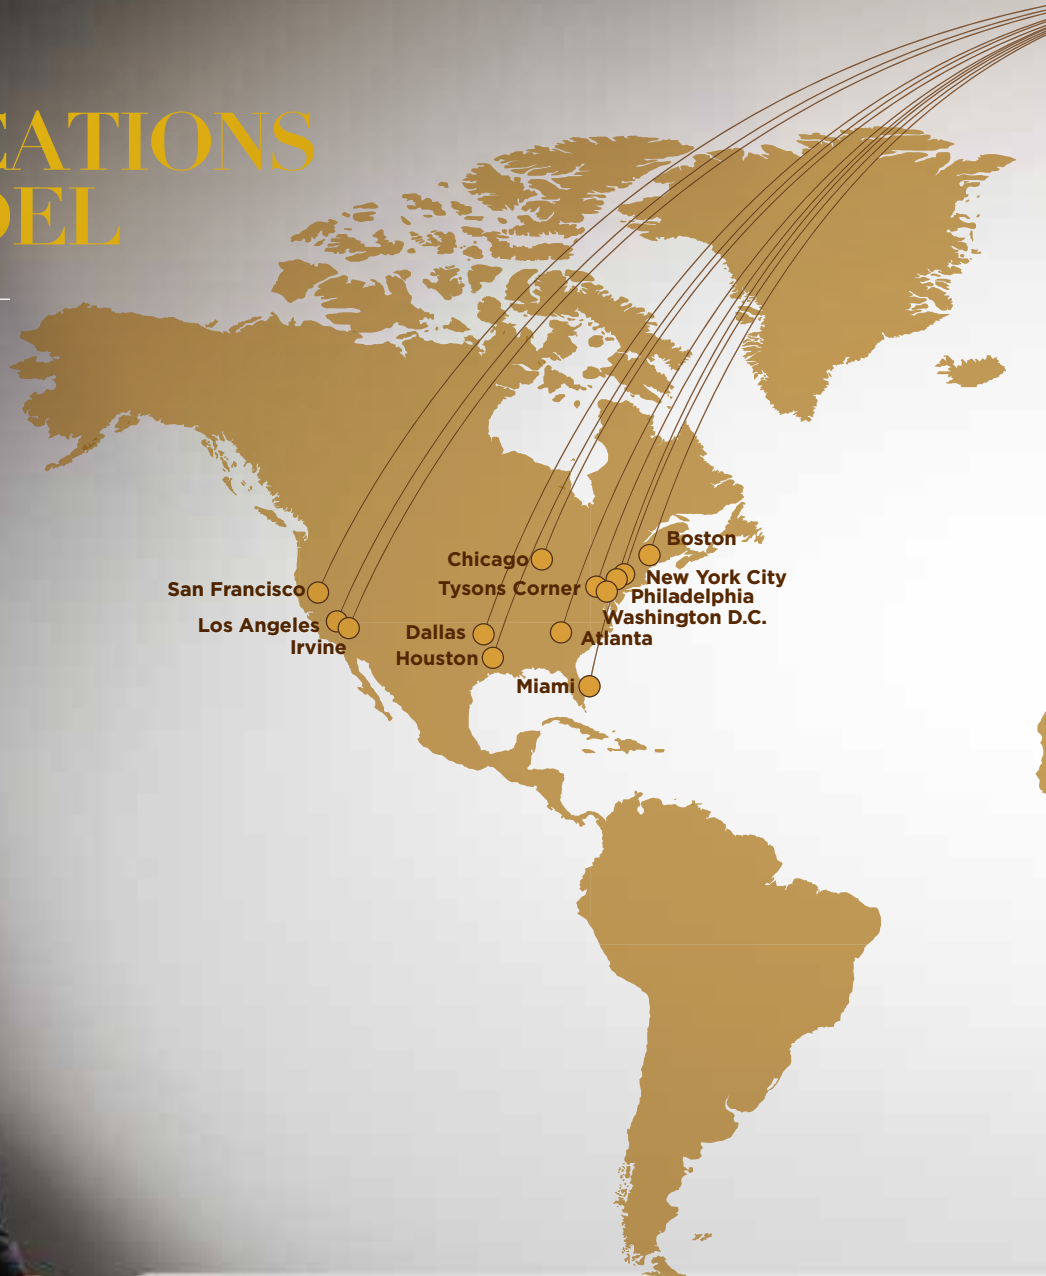 CATIONS
DEL
Boston
Chicago
New York City
Tysons Corner
San Francisco
Philadelphia
Washington D.C.
Los Angeles
Dallas
Atlanta
Irvine
Houston
Miami